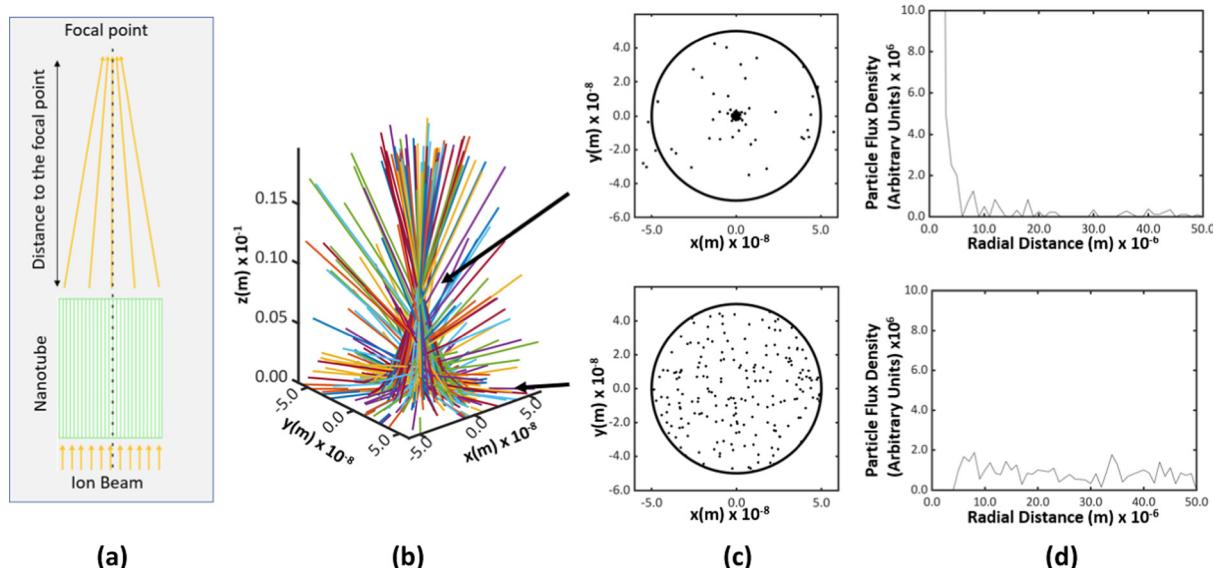 Focal point
Distance to the focal point
Nanotube
Ion Beam
(a)
z(m) x 10⁻¹
0.15
0.10
0.05
0.00
-5.0
0.0
5.0
y(m) x 10⁻⁸
-5.0
0.0
5.0
x(m) x 10⁻⁸
(b)
y(m) x 10⁻⁸
4.0
2.0
0.0
-2.0
-4.0
-6.0
-5.0 0.0 5.0
x(m) x 10⁻⁸
y(m) x 10⁻⁸
4.0
2.0
0.0
-2.0
-4.0
-6.0
-5.0 0.0 5.0
x(m) x 10⁻⁸
(c)
Particle Flux Density
(Arbitrary Units) x 10⁶
10.0
8.0
6.0
4.0
2.0
0.0
0.0 10.0 20.0 30.0 40.0 50.0
Radial Distance (m) x 10⁻⁶
Particle Flux Density
(Arbitrary Units) x10⁶
10.0
8.0
6.0
4.0
2.0
0.0
0.0 10.0 20.0 30.0 40.0 50.0
Radial Distance (m) x 10⁻⁶
(d)